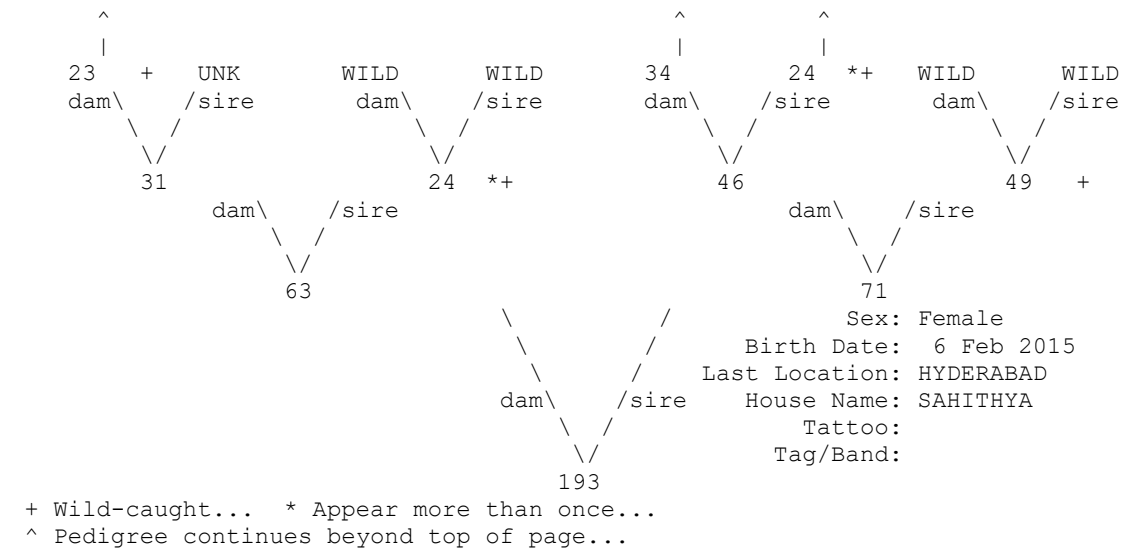 ^ ^ ^
| | |
23 + UNK WILD WILD 34 24 *+ WILD WILD
dam\ /sire dam\ /sire dam\ /sire dam\ /sire
\ / \ / \ / \ /
\/ \/ \/ \/
31 24 *+ 46 49 +
dam\ /sire dam\ /sire
\ / \ /
\/ \/
63 71
\ / Sex: Female
\ / Birth Date: 6 Feb 2015
\ / Last Location: HYDERABAD
dam\ /sire House Name: SAHITHYA
\ / Tattoo:
\/ Tag/Band:
193
+ Wild-caught... * Appear more than once...
^ Pedigree continues beyond top of page...